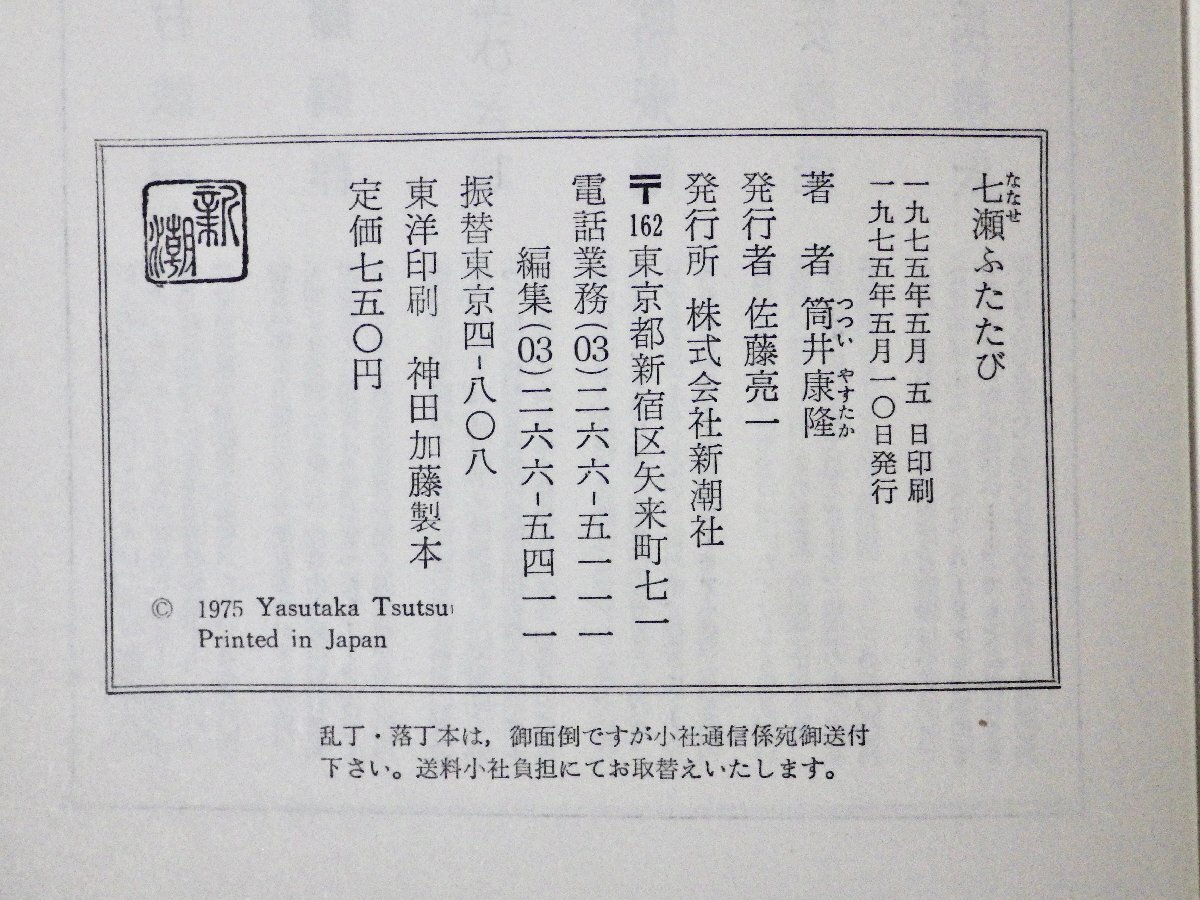 七瀬ふたたび
ななせ
一九七五年五月 五 日印刷
一九七五年五月一〇日発行
著 者 筒井康隆
つつい やすたか
発行者 佐藤亮一
発行所 株式会社新潮社
〒162東京都新宿区矢来町七一
電話業務(03)二六六-五一一一
編集(03)二六六-五四一一
振替東京四-八〇八
東洋印刷 神田加藤製本
定価七五〇円
新潮
© 1975 Yasutaka Tsutsui
Printed in Japan
乱丁・落丁本は，御面倒ですが小社通信係宛御送付
下さい。送料小社負担にてお取替えいたします。